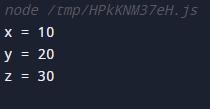 node /tmp/HPkKNM37eH.js
x = 10
y = 20
z = 30